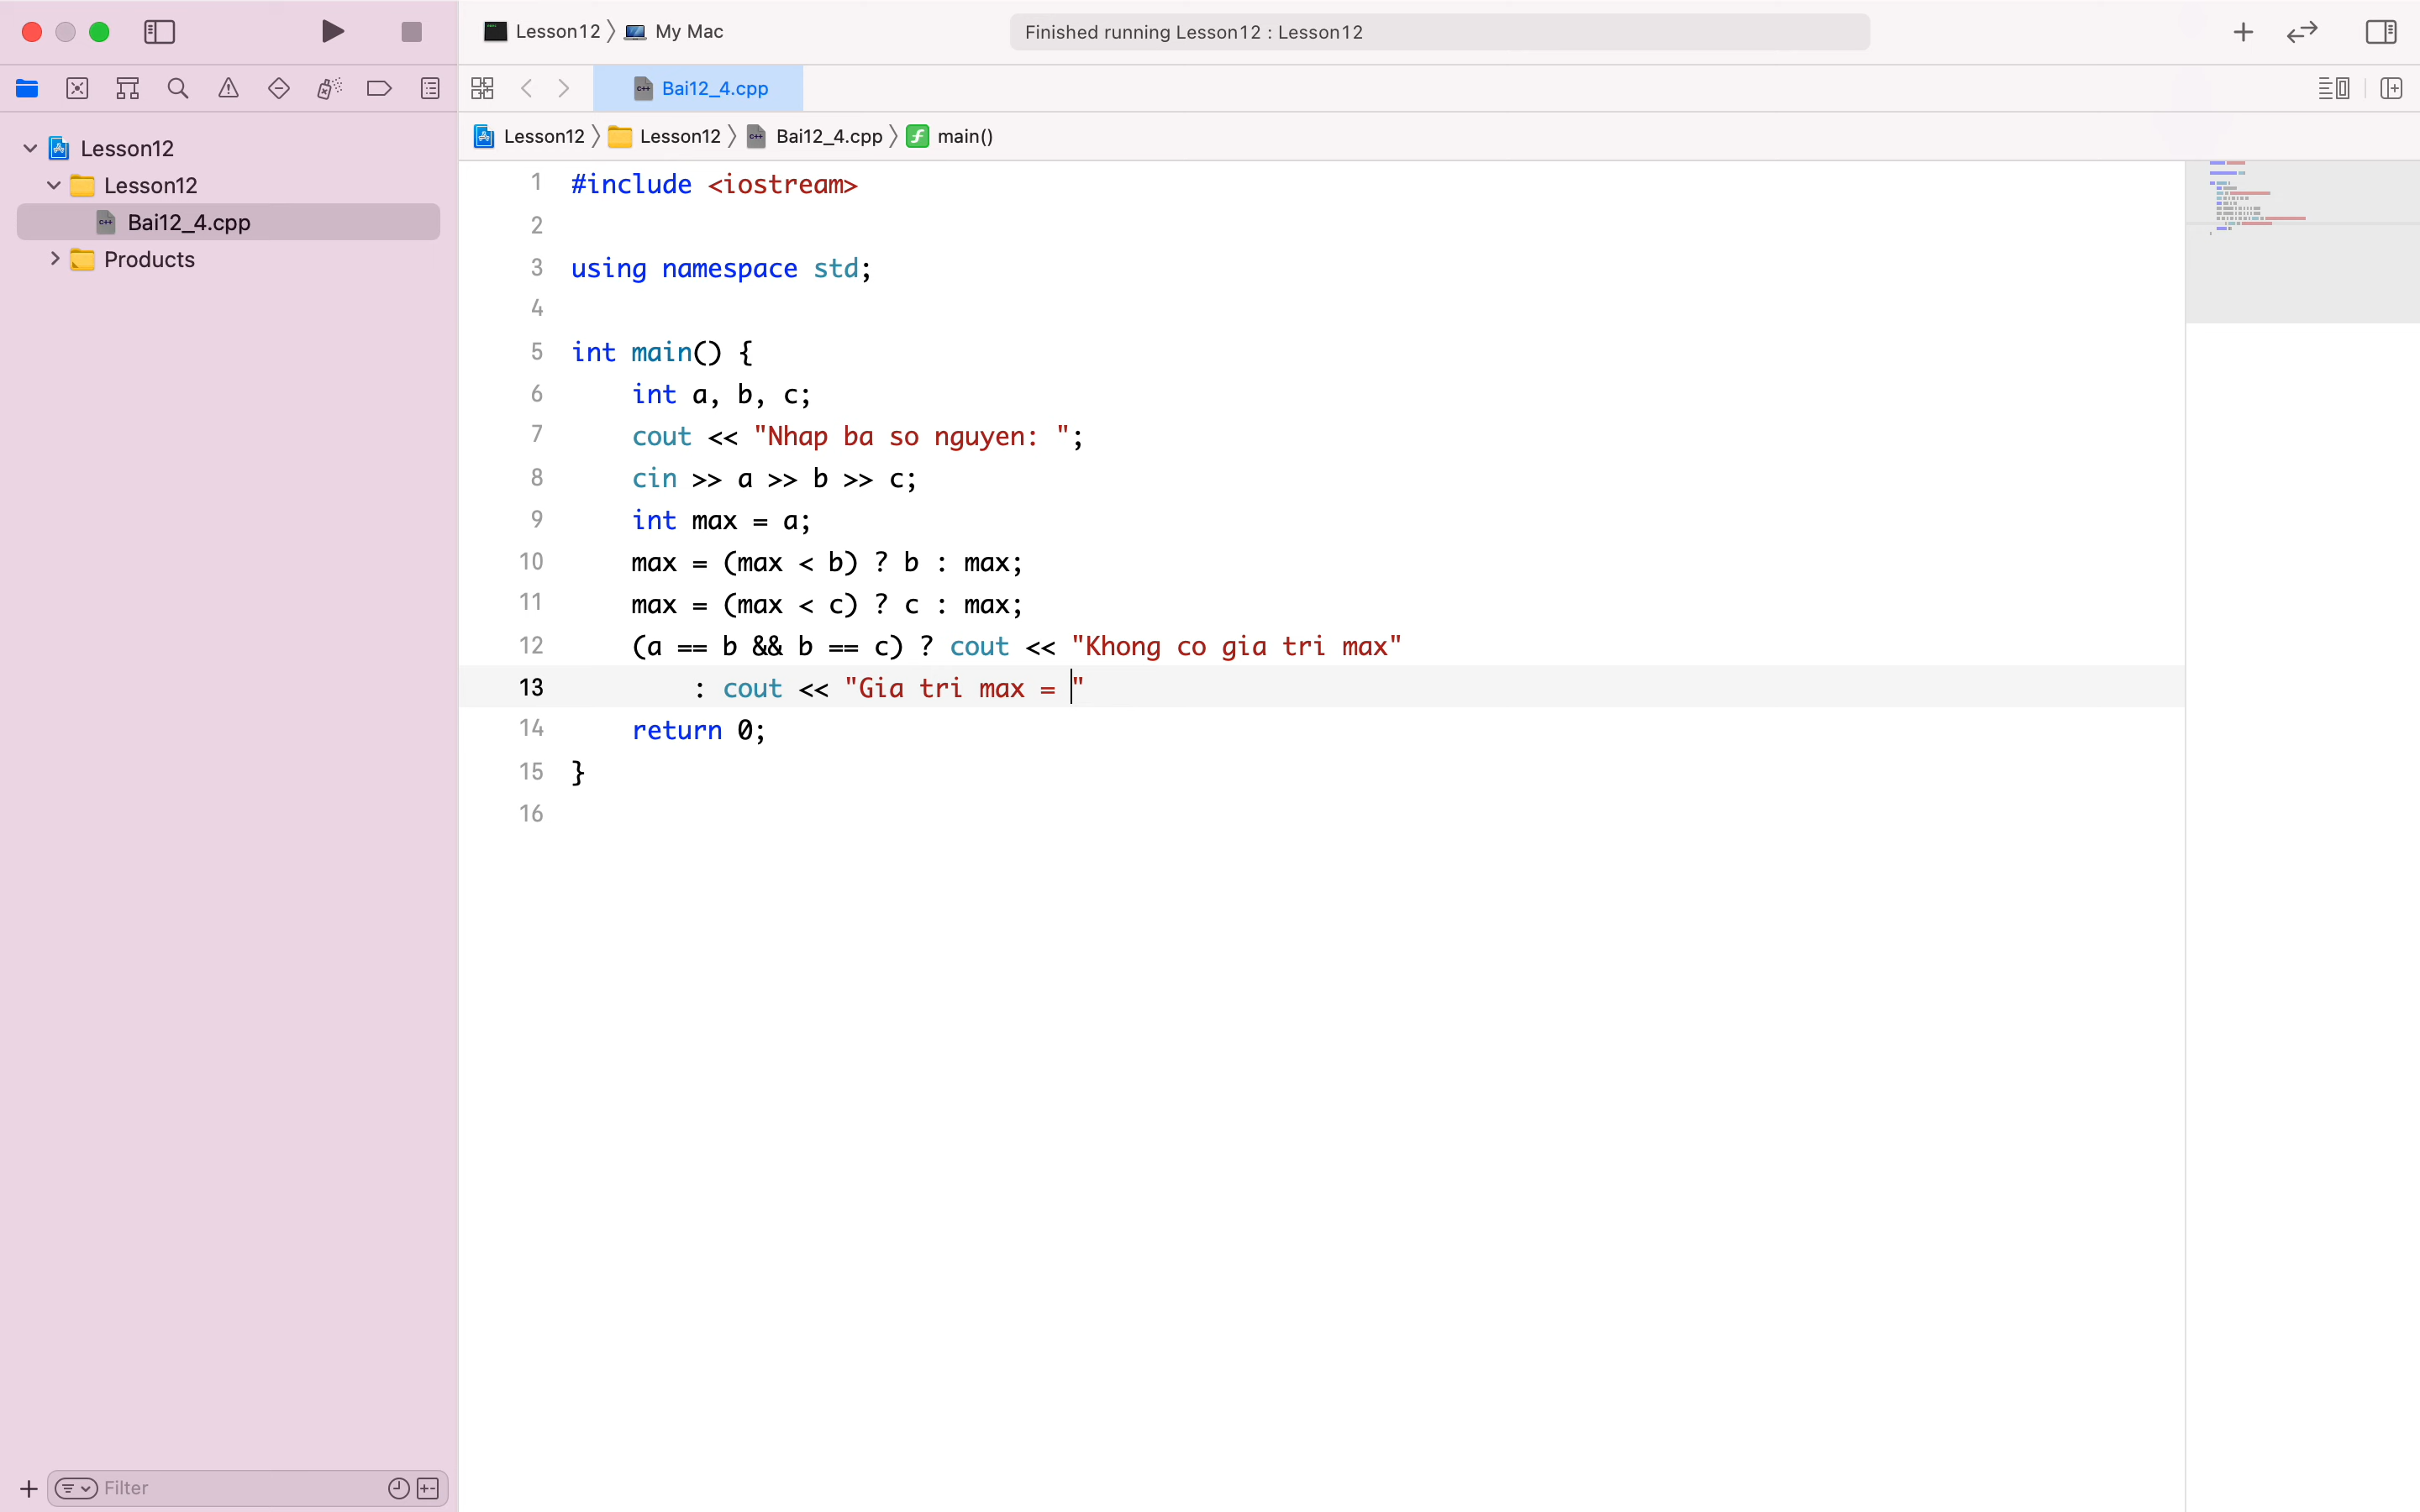 Lesson12 〉 My Mac
Finished running Lesson12 : Lesson12
Bai12_4.cpp
Lesson12 〉 Lesson12 〉 Bai12_4.cpp 〉 main()
Lesson12
Lesson12
Bai12_4.cpp
Products
1 #include <iostream>
2
3 using namespace std;
4
5 int main() {
6     int a, b, c;
7     cout << "Nhap ba so nguyen: ";
8     cin >> a >> b >> c;
9     int max = a;
10     max = (max < b) ? b : max;
11     max = (max < c) ? c : max;
12     (a == b && b == c) ? cout << "Khong co gia tri max"
13         : cout << "Gia tri max = "
14     return 0;
15 }
16
Filter